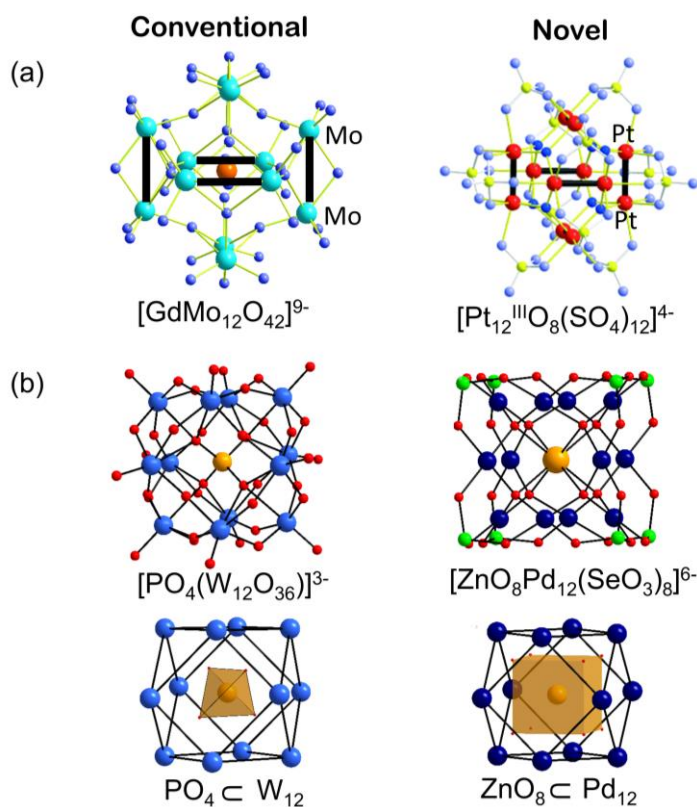 Conventional Novel
(a)
Mo Pt
Mo Pt
[GdMo₁₂O₄₂]⁹⁻ [Pt₁₂ᴵᴵᴵO₈(SO₄)₁₂]⁴⁻
(b)
[PO₄(W₁₂O₃₆)]³⁻ [ZnO₈Pd₁₂(SeO₃)₈]⁶⁻
PO₄ ⊂ W₁₂ ZnO₈ ⊂ Pd₁₂